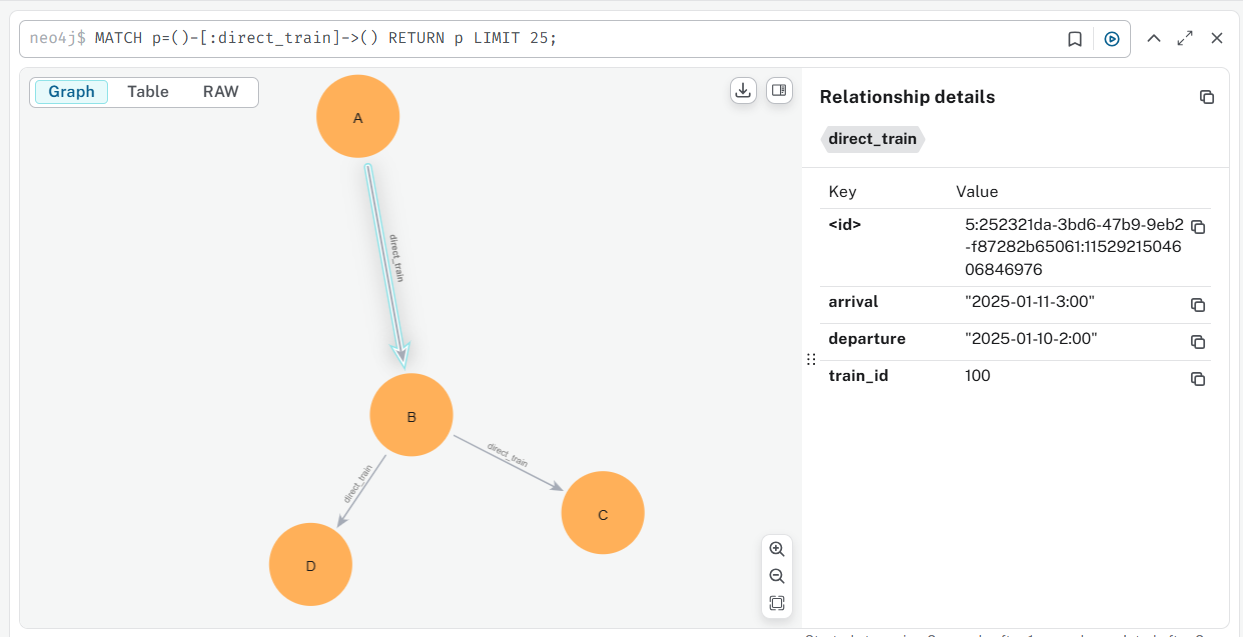 neo4j$ MATCH p=()-[:direct_train]->() RETURN p LIMIT 25;
Graph Table RAW
A
direct_train
B
direct_train
direct_train
C
D
Relationship details
direct_train
Key Value
<id> 5:252321da-3bd6-47b9-9eb2
-f87282b65061:11529215046
06846976
arrival "2025-01-11-3:00"
departure "2025-01-10-2:00"
train_id 100